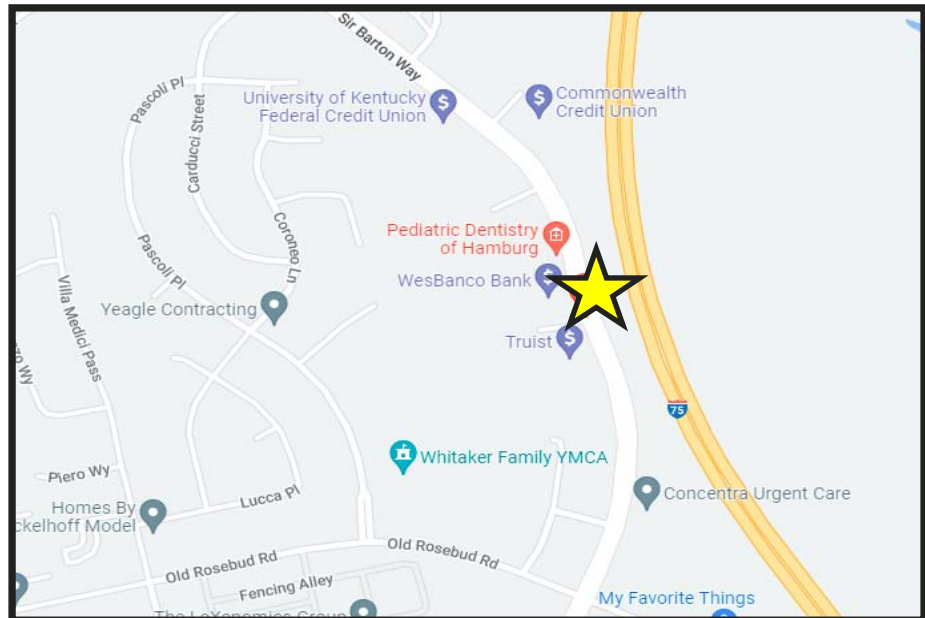 Sir Barton Way
Pascoli Pl
Carducci Street
University of Kentucky
Federal Credit Union
$
$
Commonwealth
Credit Union
Pediatric Dentistry
of Hamburg
Coroneo Ln
Pascoli Pl
WesBanco Bank
$
Villa Medici Pass
Yeagle Contracting
Truist
$
Wy
75
Whitaker Family YMCA
Piero Wy
Lucca Pl
Concentra Urgent Care
Homes By
ckelhoff Model
Old Rosebud Rd
Old Rosebud Rd
Fencing Alley
My Favorite Things